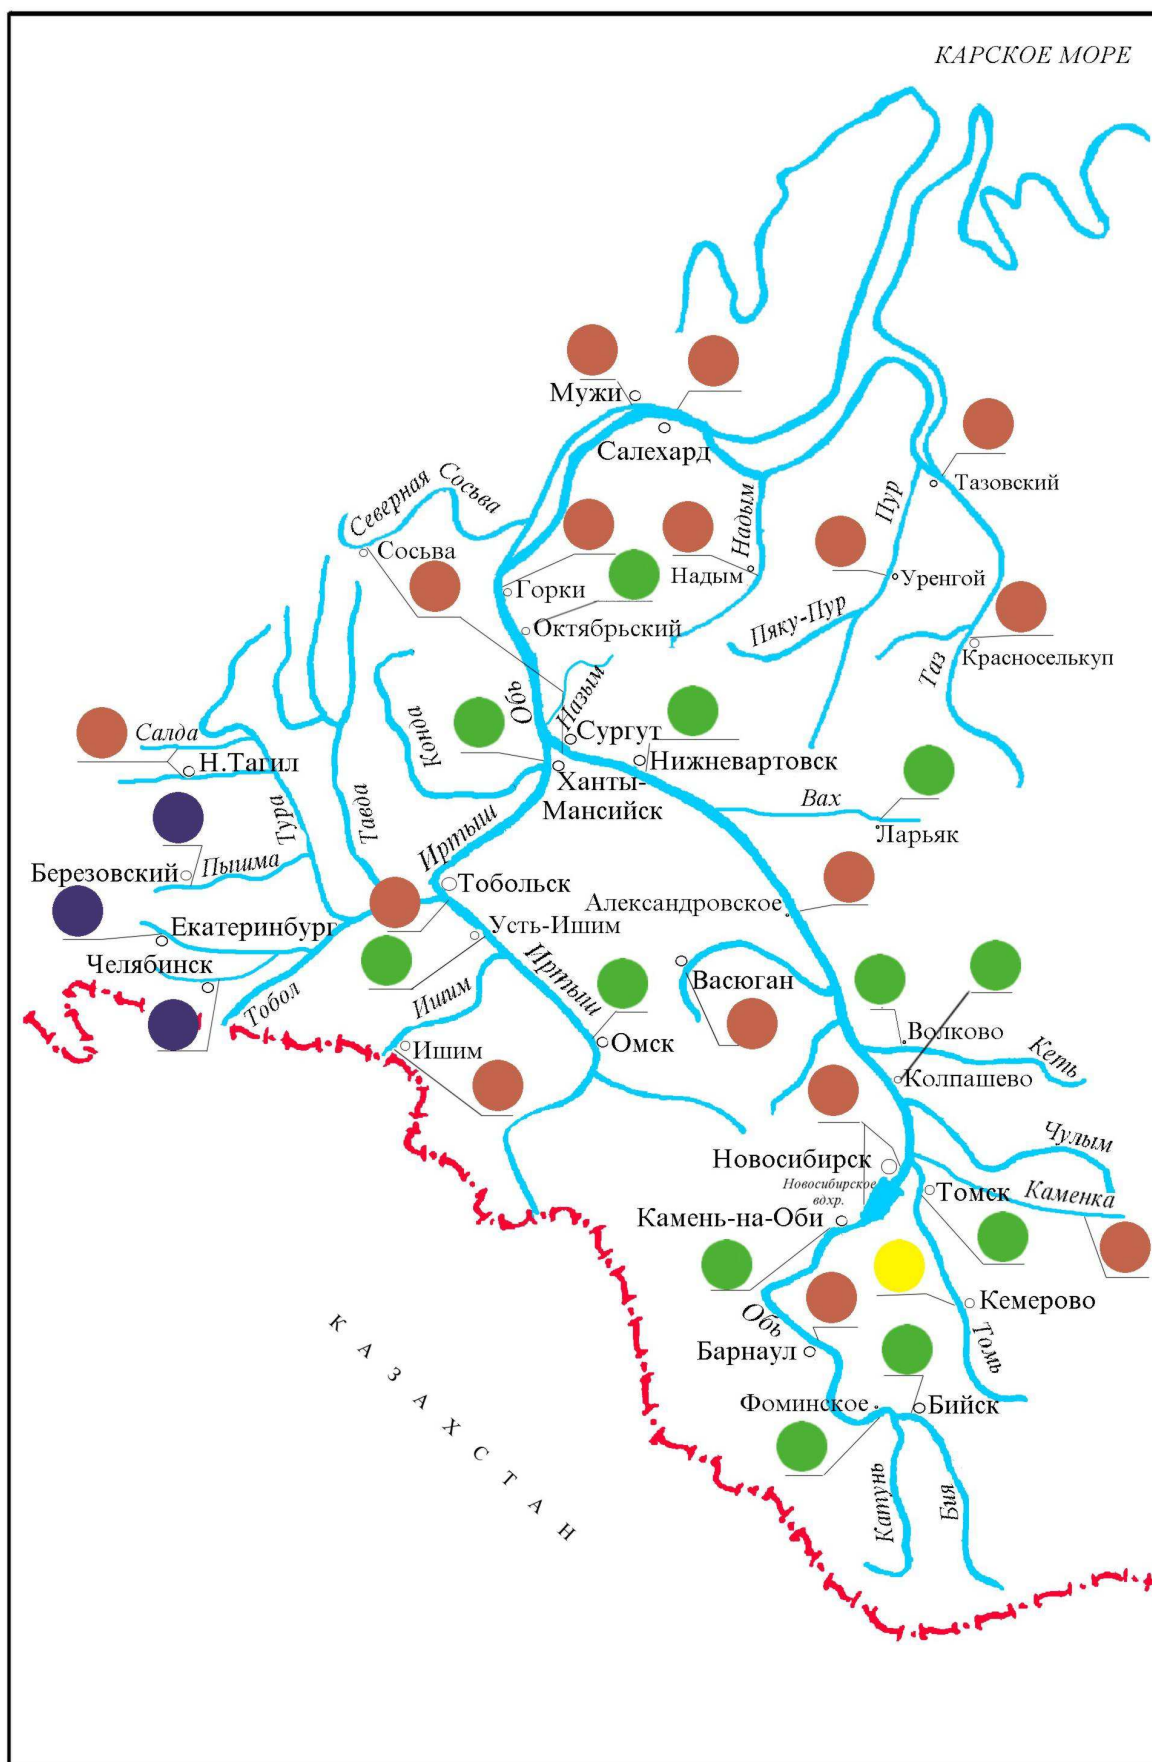 КАРСКОЕ МОРЕ
Мужи
Салехард
Северная Сосьва
Сосьва
Тазовский
Пур
Надым
Надым
Уренгой
Горки
Октябрьский
Пяку-Пур
Таз
Красноселькуп
Обь
Назым
Конда
Салда
Н.Тагил
Сургут
Нижневартовск
Ханты-
Мансийск
Вах
Ларьяк
Тура
Тавда
Иртыш
Березовский
Пышма
Тобольск
Александровское
Екатеринбург
Усть-Ишим
Челябинск
Тобол
Ишим
Иртыш
Васюган
Ишим
Омск
Волково
Кеть
Колпашево
Чулым
Новосибирск
Новосибирское
вдхр.
Томск
Каменка
Камень-на-Оби
Обь
Кемерово
Томь
Барнаул
Фоминское
Бийск
Катунь
Бия
КАЗАХСТАН